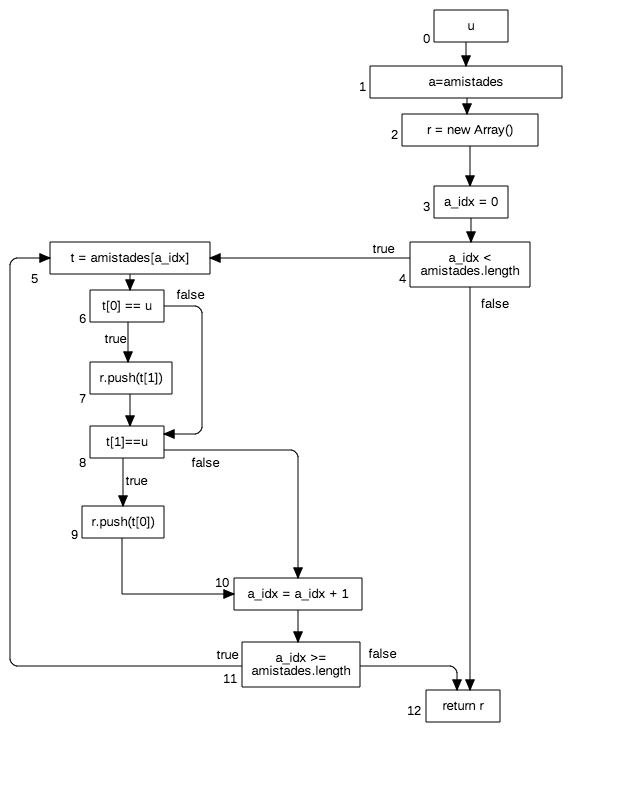 u
0
a=amistades
1
r = new Array()
2
a_idx = 0
3
a_idx <
amistades.length
4
true
false
t = amistades[a_idx]
5
t[0] == u
6
false
true
r.push(t[1])
7
t[1]==u
8
false
true
r.push(t[0])
9
10
a_idx = a_idx + 1
a_idx >=
amistades.length
11
true
false
return r
12